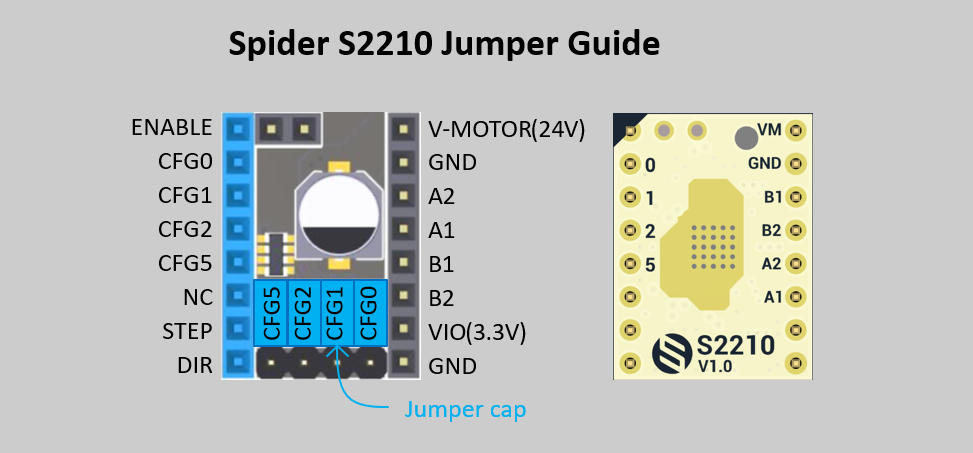 Spider S2210 Jumper Guide
ENABLE
CFG0
CFG1
CFG2
CFG5
NC
STEP
DIR
CFG5
CFG2
CFG1
CFG0
V-MOTOR(24V)
GND
A2
A1
B1
B2
VIO(3.3V)
GND
Jumper cap
0
1
2
5
VM
GND
B1
B2
A2
A1
S2210
V1.0